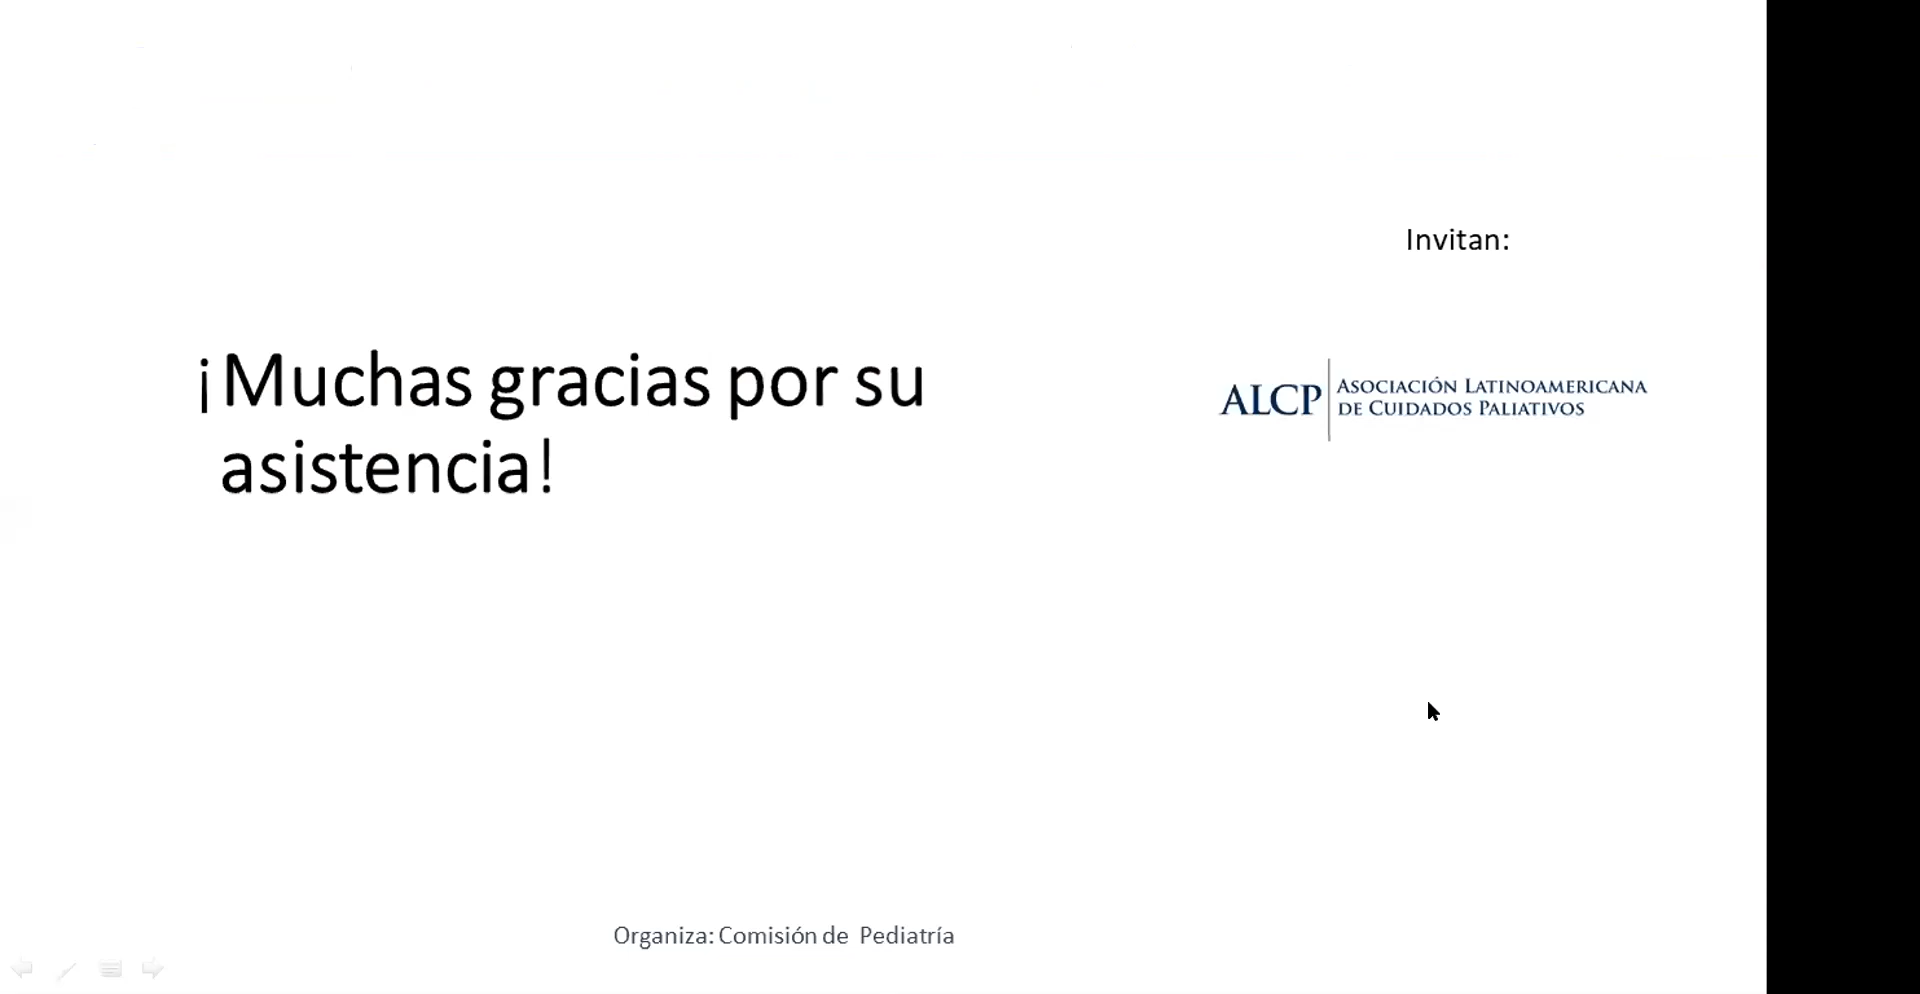 Invitan:
¡Muchas gracias por su
asistencia!
ALCP
ASOCIACIÓN LATINOAMERICANA
DE CUIDADOS PALIATIVOS
Organiza: Comisión de Pediatría